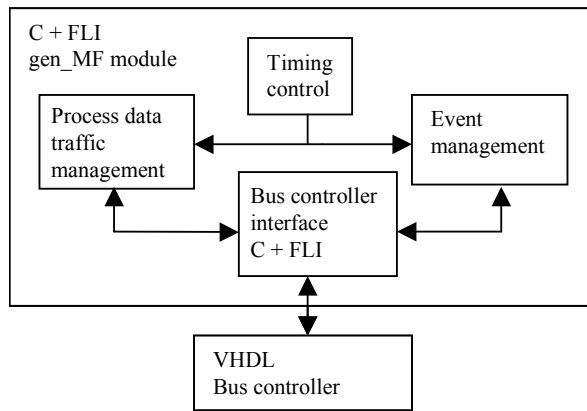 C + FLI
gen_MF module
Timing
control
Process data
traffic
management
Event
management
Bus controller
interface
C + FLI
VHDL
Bus controller